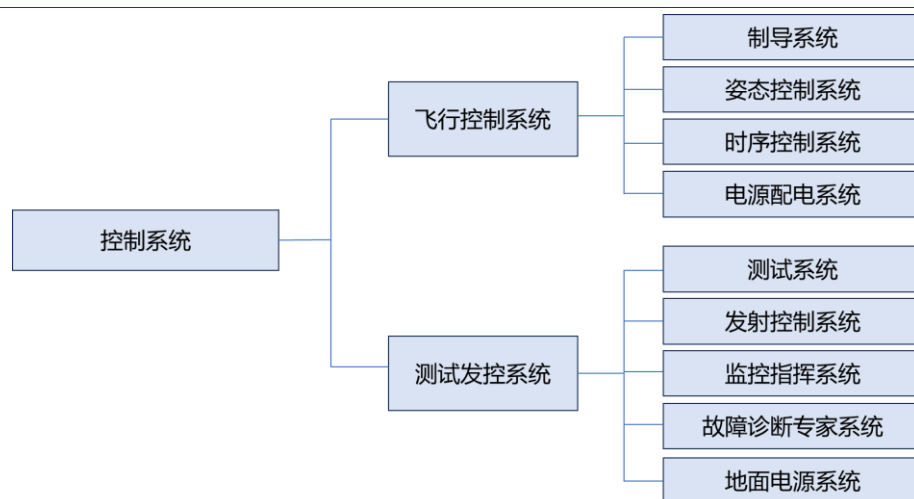 制导系统
姿态控制系统
飞行控制系统
时序控制系统
电源配电系统
控制系统
测试系统
发射控制系统
测试发控系统
监控指挥系统
故障诊断专家系统
地面电源系统